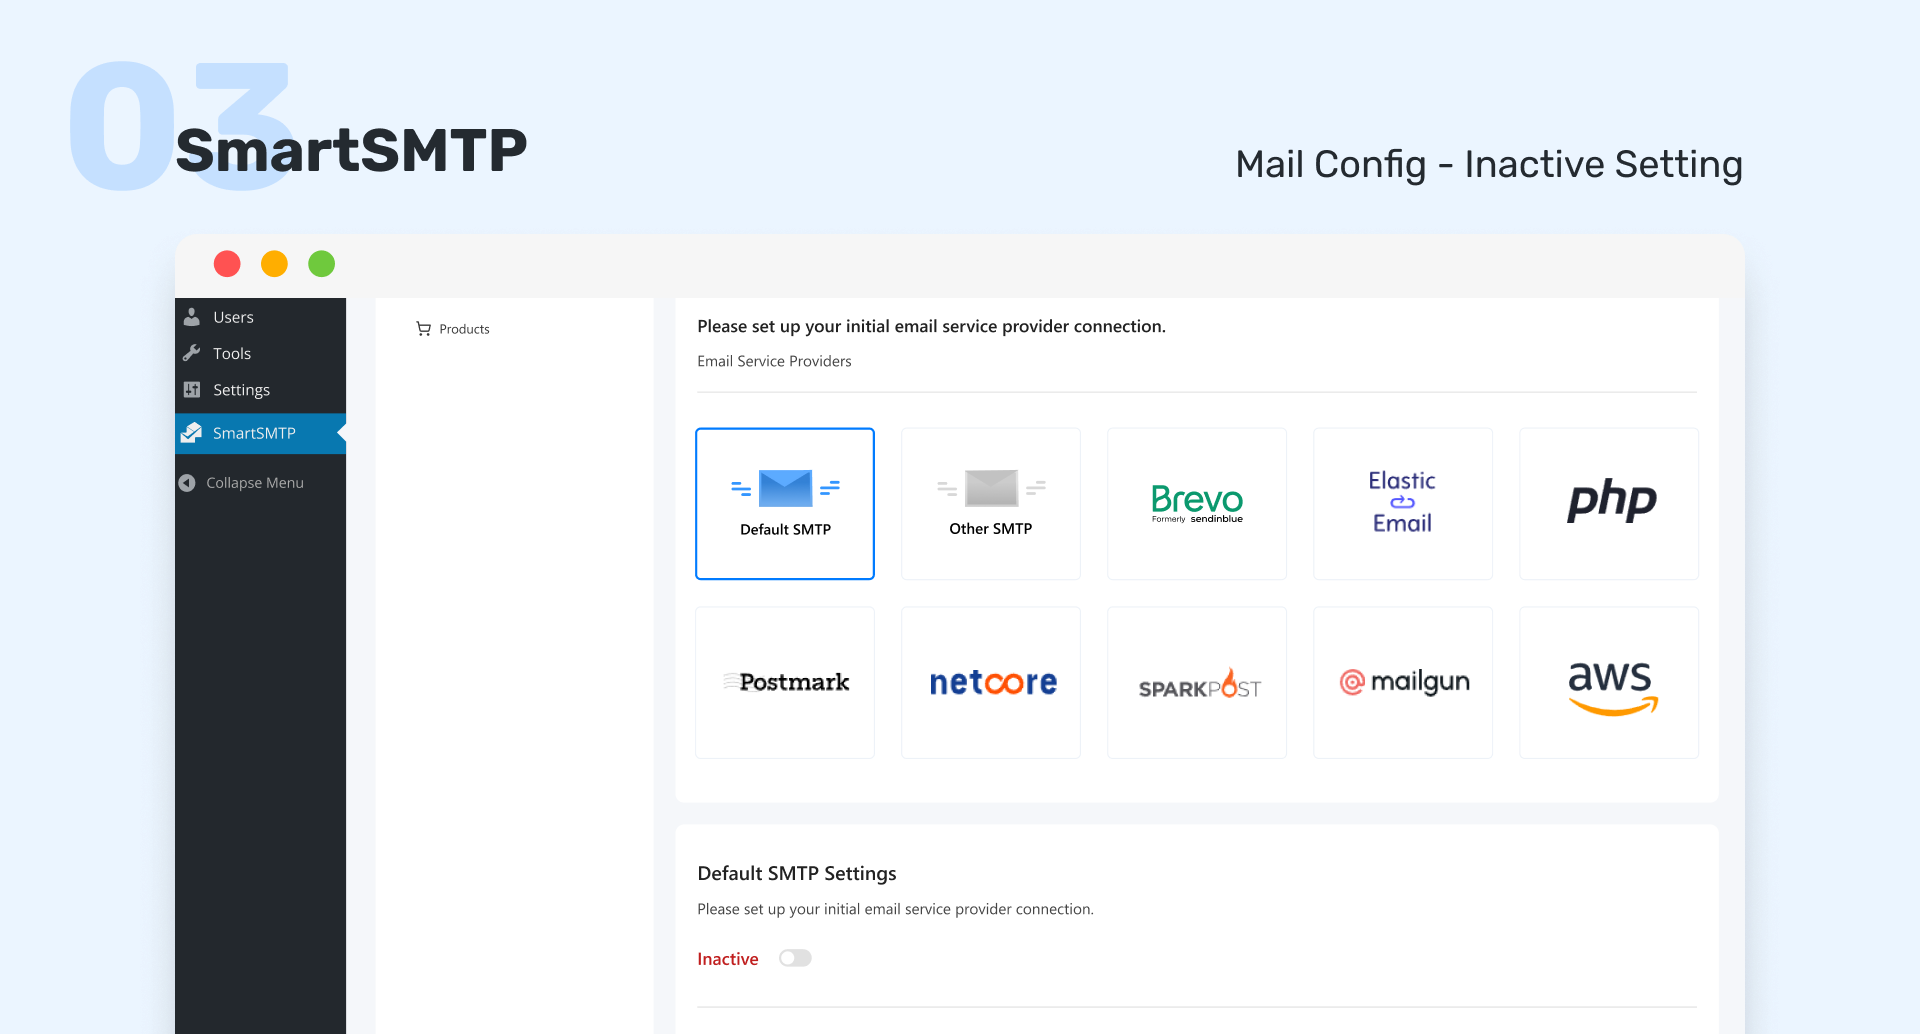 03
SmartSMTP
Mail Config - Inactive Setting
Users
Tools
Settings
SmartSMTP
Collapse Menu
Products
Please set up your initial email service provider connection.
Email Service Providers
Default SMTP
Other SMTP
Brevo
Formerly sendinblue
Elastic
Email
php
Postmark
netcore
SPARKPOST
mailgun
aws
Default SMTP Settings
Please set up your initial email service provider connection.
Inactive